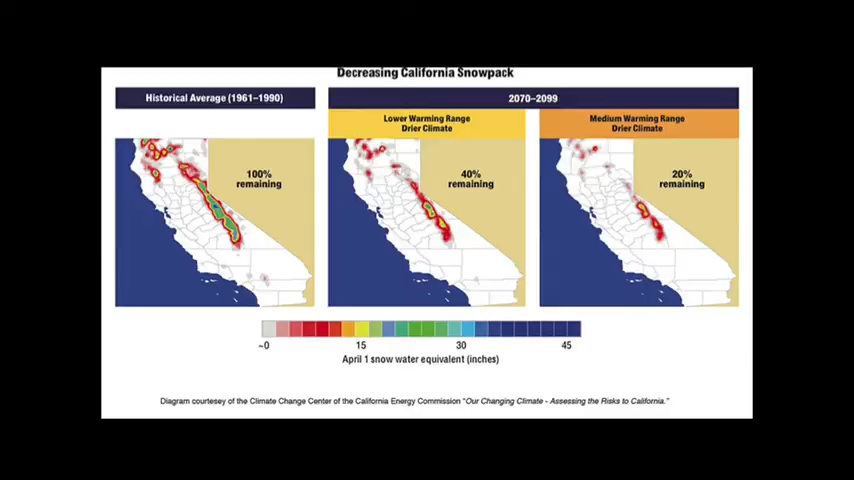 Decreasing California Snowpack
Historical Average (1961–1990)
2070–2099
Lower Warming Range
Drier Climate
Medium Warming Range
Drier Climate
100%
remaining
40%
remaining
20%
remaining
~0
15
30
45
April 1 snow water equivalent (inches)
Diagram courtesey of the Climate Change Center of the California Energy Commission "Our Changing Climate - Assessing the Risks to California."